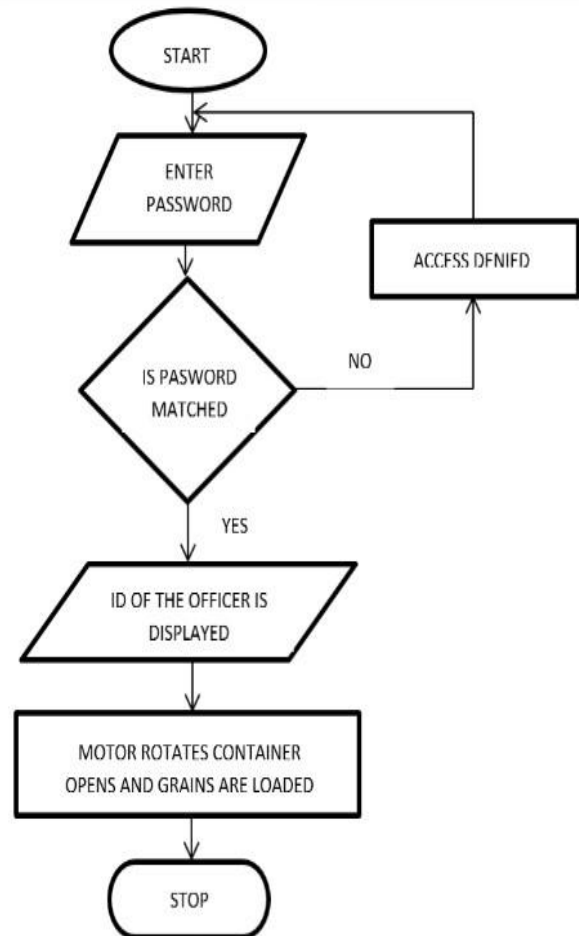 START
ENTER
PASSWORD
ACCESS DENIED
IS PASWORD
MATCHED
NO
YES
ID OF THE OFFICER IS
DISPLAYED
MOTOR ROTATES CONTAINER
OPENS AND GRAINS ARE LOADED
STOP